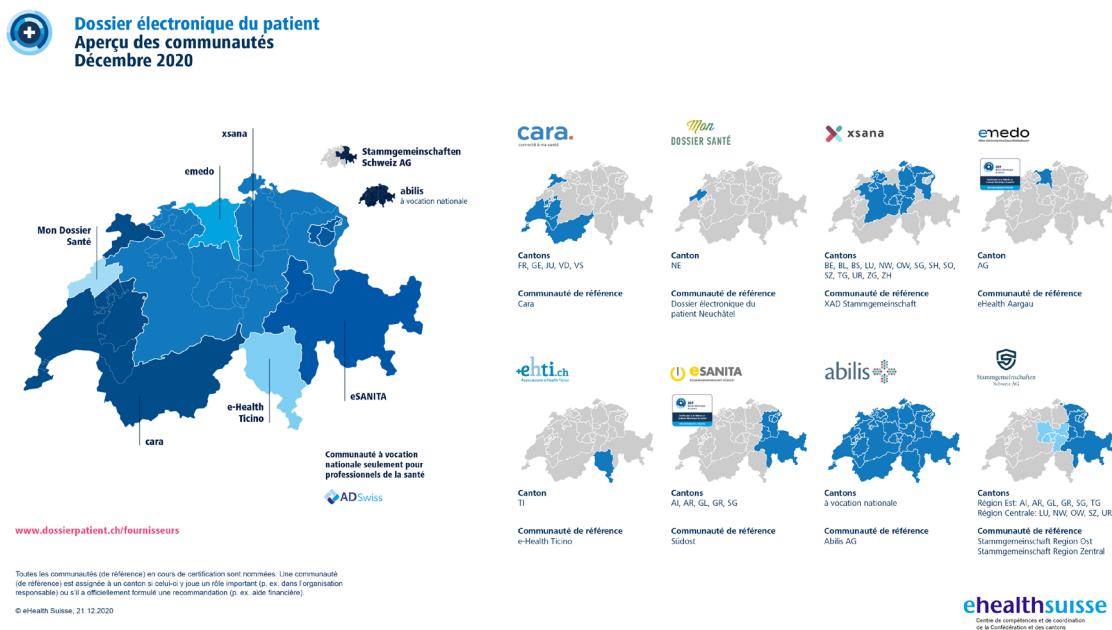 Dossier électronique du patient
Aperçu des communautés
Décembre 2020
xsana
emedo
Mon Dossier
Santé
Stammgemeinschaften
Schweiz AG
abilis
à vocation nationale
eSANITA
e-Health
Ticino
cara
Communauté à vocation
nationale seulement pour
professionnels de la santé
ADSwiss
www.dossierpatient.ch/fournisseurs
Toutes les communautés (de référence) en cours de certification sont nommées. Une communauté
(de référence) est assignée à un canton si celui-ci y joue un rôle important (p. ex. dans l'organisation
responsable) ou s'il a officiellement formulé une recommandation (p. ex. aide financière).
© eHealth Suisse, 21.12.2020
cara.
connecté à ma santé
Cantons
FR, GE, JU, VD, VS
Communauté de référence
Cara
Mon
DOSSIER SANTÉ
Canton
NE
Communauté de référence
Dossier électronique du
patient Neuchâtel
xsana
Cantons
BE, BL, BS, LU, NW, OW, SG, SH, SO,
SZ, TG, UR, ZG, ZH
Communauté de référence
XAD Stammgemeinschaft
emedo
Canton
AG
Communauté de référence
eHealth Aargau
+ehti.ch
Associazione e-Health Ticino
Canton
TI
Communauté de référence
e-Health Ticino
eSANITA
Cantons
AI, AR, GL, GR, SG
Communauté de référence
Südost
abilis
Cantons
à vocation nationale
Communauté de référence
Abilis AG
Stammgemeinschaften
Schweiz AG
Cantons
Région Est: AI, AR, GL, GR, SG, TG
Région Centrale: LU, NW, OW, SZ, UR
Communauté de référence
Stammgemeinschaft Region Ost
Stammgemeinschaft Region Zentral
ehealthsuisse
Centre de compétences et de coordination
de la Confédération et des cantons